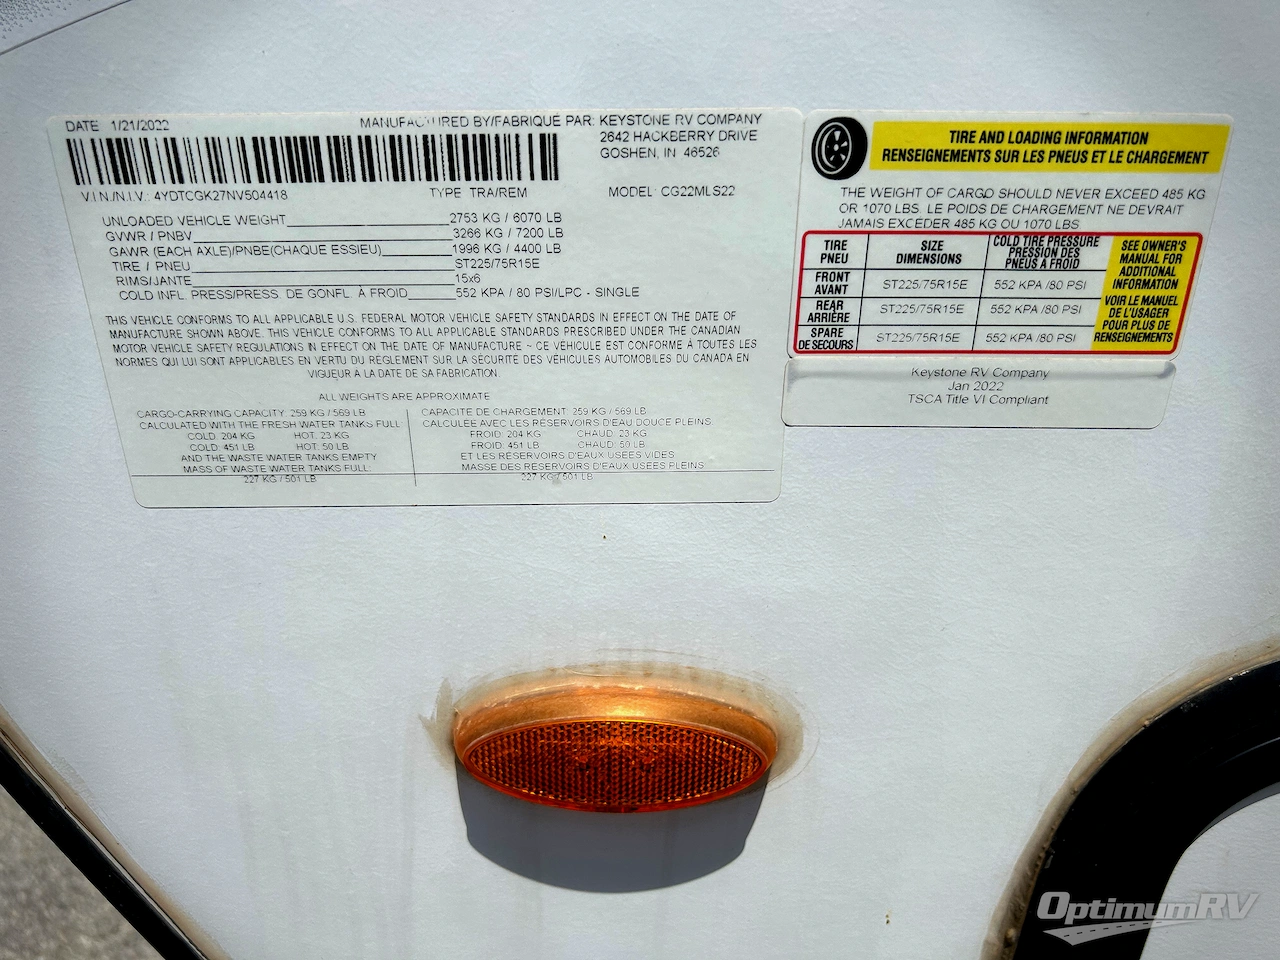 DATE 1/21/2022 MANUFACTURED BY/FABRIQUÉ PAR: KEYSTONE RV COMPANY
2642 HACKBERRY DRIVE
GOSHEN, IN 46526
V.I.N./N.I.V.: 4YDTCGK27NV504418 TYPE TRA/REM MODEL: CG22MLS22
UNLOADED VEHICLE WEIGHT 2753 KG / 6070 LB
GVWR / PNBV 3266 KG / 7200 LB
GAWR (EACH AXLE)/PNBE(CHAQUE ESSIEU) 1996 KG / 4400 LB
TIRE / PNEU ST225/75R15E
RIMS/JANTE 15x6
COLD INFL. PRESS/PRESS. DE GONFL. À FROID 552 KPA / 80 PSI/LPC - SINGLE
THIS VEHICLE CONFORMS TO ALL APPLICABLE U.S. FEDERAL MOTOR VEHICLE SAFETY STANDARDS IN EFFECT ON THE DATE OF
MANUFACTURE SHOWN ABOVE. THIS VEHICLE CONFORMS TO ALL APPLICABLE STANDARDS PRESCRIBED UNDER THE CANADIAN
MOTOR VEHICLE SAFETY REGULATIONS IN EFFECT ON THE DATE OF MANUFACTURE ~ CE VÉHICULE EST CONFORME À TOUTES LES
NORMES QUI LUI SONT APPLICABLES EN VERTU DU RÈGLEMENT SUR LA SÉCURITÉ DES VÉHICULES AUTOMOBILES DU CANADA EN
VIGUEUR À LA DATE DE SA FABRICATION.
ALL WEIGHTS ARE APPROXIMATE
CARGO-CARRYING CAPACITY: 259 KG / 569 LB
CALCULATED WITH THE FRESH WATER TANKS FULL
COLD: 204 KG HOT: 23 KG
COLD: 451 LB HOT: 50 LB
AND THE WASTE WATER TANKS EMPTY
MASS OF WASTE WATER TANKS FULL:
227 KG / 501 LB
CAPACITE DE CHARGEMENT: 259 KG / 569 LB
CALCULEE AVEC LES RESERVOIRS D'EAU DOUCE PLEINS
FROID: 204 KG CHAUD: 23 KG
FROID: 451 LB CHAUD: 50 LB
ET LES RESERVOIRS D'EAUX USEES VIDES
MASSE DES RESERVOIRS D'EAUX USEES PLEINS
227 KG / 501 LB
TIRE AND LOADING INFORMATION
RENSEIGNEMENTS SUR LES PNEUS ET LE CHARGEMENT
THE WEIGHT OF CARGO SHOULD NEVER EXCEED 485 KG
OR 1070 LBS. LE POIDS DE CHARGEMENT NE DEVRAIT
JAMAIS EXCÉDER 485 KG OU 1070 LBS
TIRE
PNEU
SIZE
DIMENSIONS
COLD TIRE PRESSURE
PRESSION DES
PNEUS À FROID
FRONT
AVANT
ST225/75R15E 552 KPA /80 PSI
REAR
ARRIÈRE
ST225/75R15E 552 KPA /80 PSI
SPARE
DE SECOURS
ST225/75R15E 552 KPA /80 PSI
SEE OWNER'S
MANUAL FOR
ADDITIONAL
INFORMATION
VOIR LE MANUEL
DE L'USAGER
POUR PLUS DE
RENSEIGNEMENTS
Keystone RV Company
Jan 2022
TSCA Title VI Compliant
OptimumRV